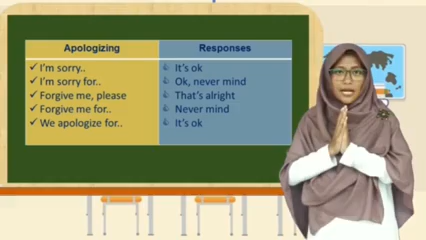 Apologizing Responses
✓ I'm sorry.. It's ok
✓ I'm sorry for.. Ok, never mind
✓ Forgive me, please That's alright
✓ Forgive me for.. Never mind
✓ We apologize for.. It's ok